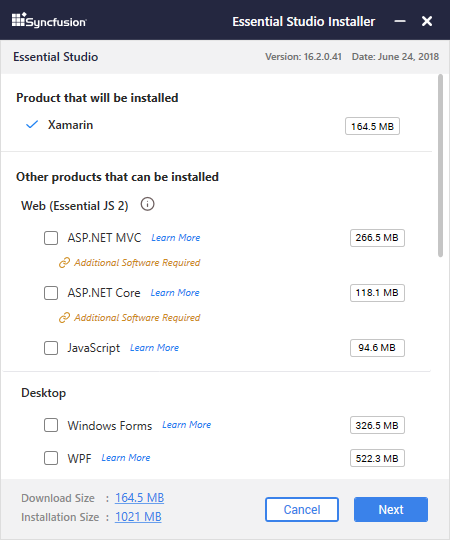 Syncfusion Essential Studio Installer
Essential Studio Version: 16.2.0.41 Date: June 24, 2018
Product that will be installed
Xamarin 164.5 MB
Other products that can be installed
Web (Essential JS 2)
ASP.NET MVC Learn More 266.5 MB
Additional Software Required
ASP.NET Core Learn More 118.1 MB
Additional Software Required
JavaScript Learn More 94.6 MB
Desktop
Windows Forms Learn More 326.5 MB
WPF Learn More 522.3 MB
Download Size : 164.5 MB
Installation Size : 1021 MB
Cancel Next